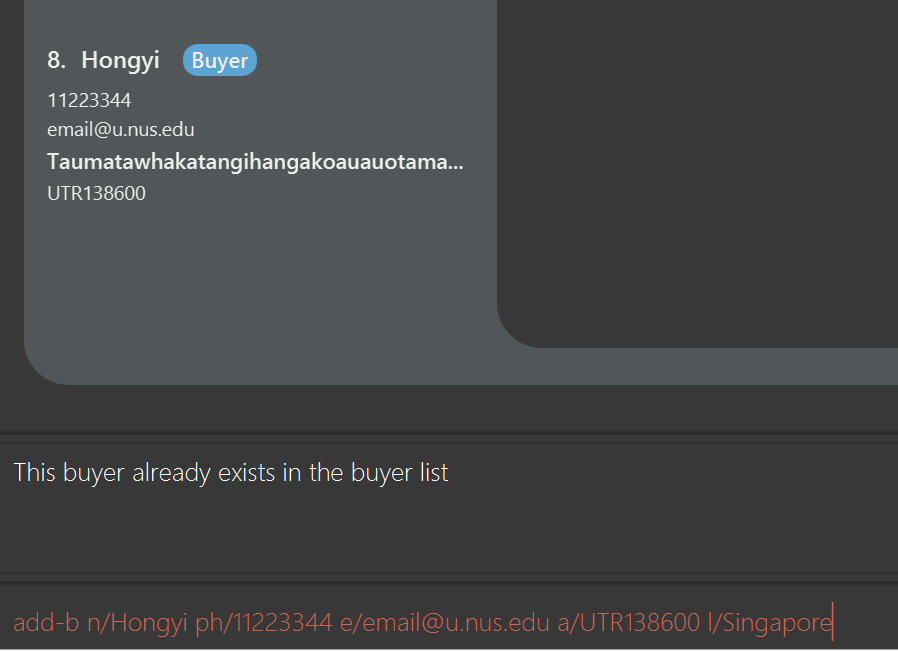 8. Hongyi Buyer
11223344
email@u.nus.edu
Taumatawhakatangihangakoauauotama...
UTR138600
This buyer already exists in the buyer list
add-b n/Hongyi ph/11223344 e/email@u.nus.edu a/UTR138600 l/Singapore